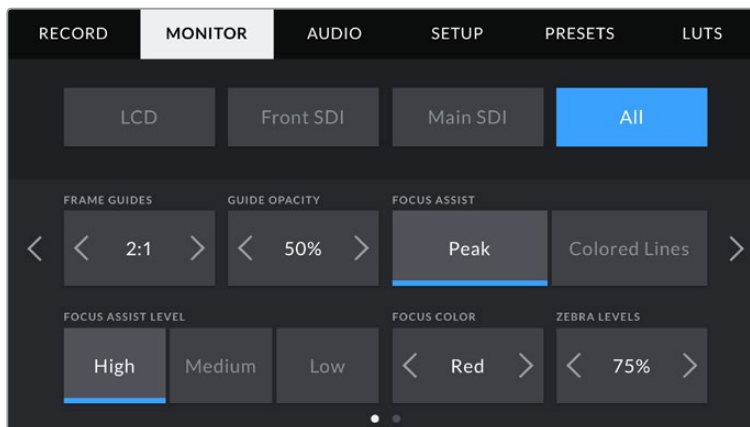 RECORD MONITOR AUDIO SETUP PRESETS LUTS
LCD Front SDI Main SDI All
FRAME GUIDES GUIDE OPACITY FOCUS ASSIST
2:1 50% Peak Colored Lines
FOCUS ASSIST LEVEL FOCUS COLOR ZEBRA LEVELS
High Medium Low Red 75%